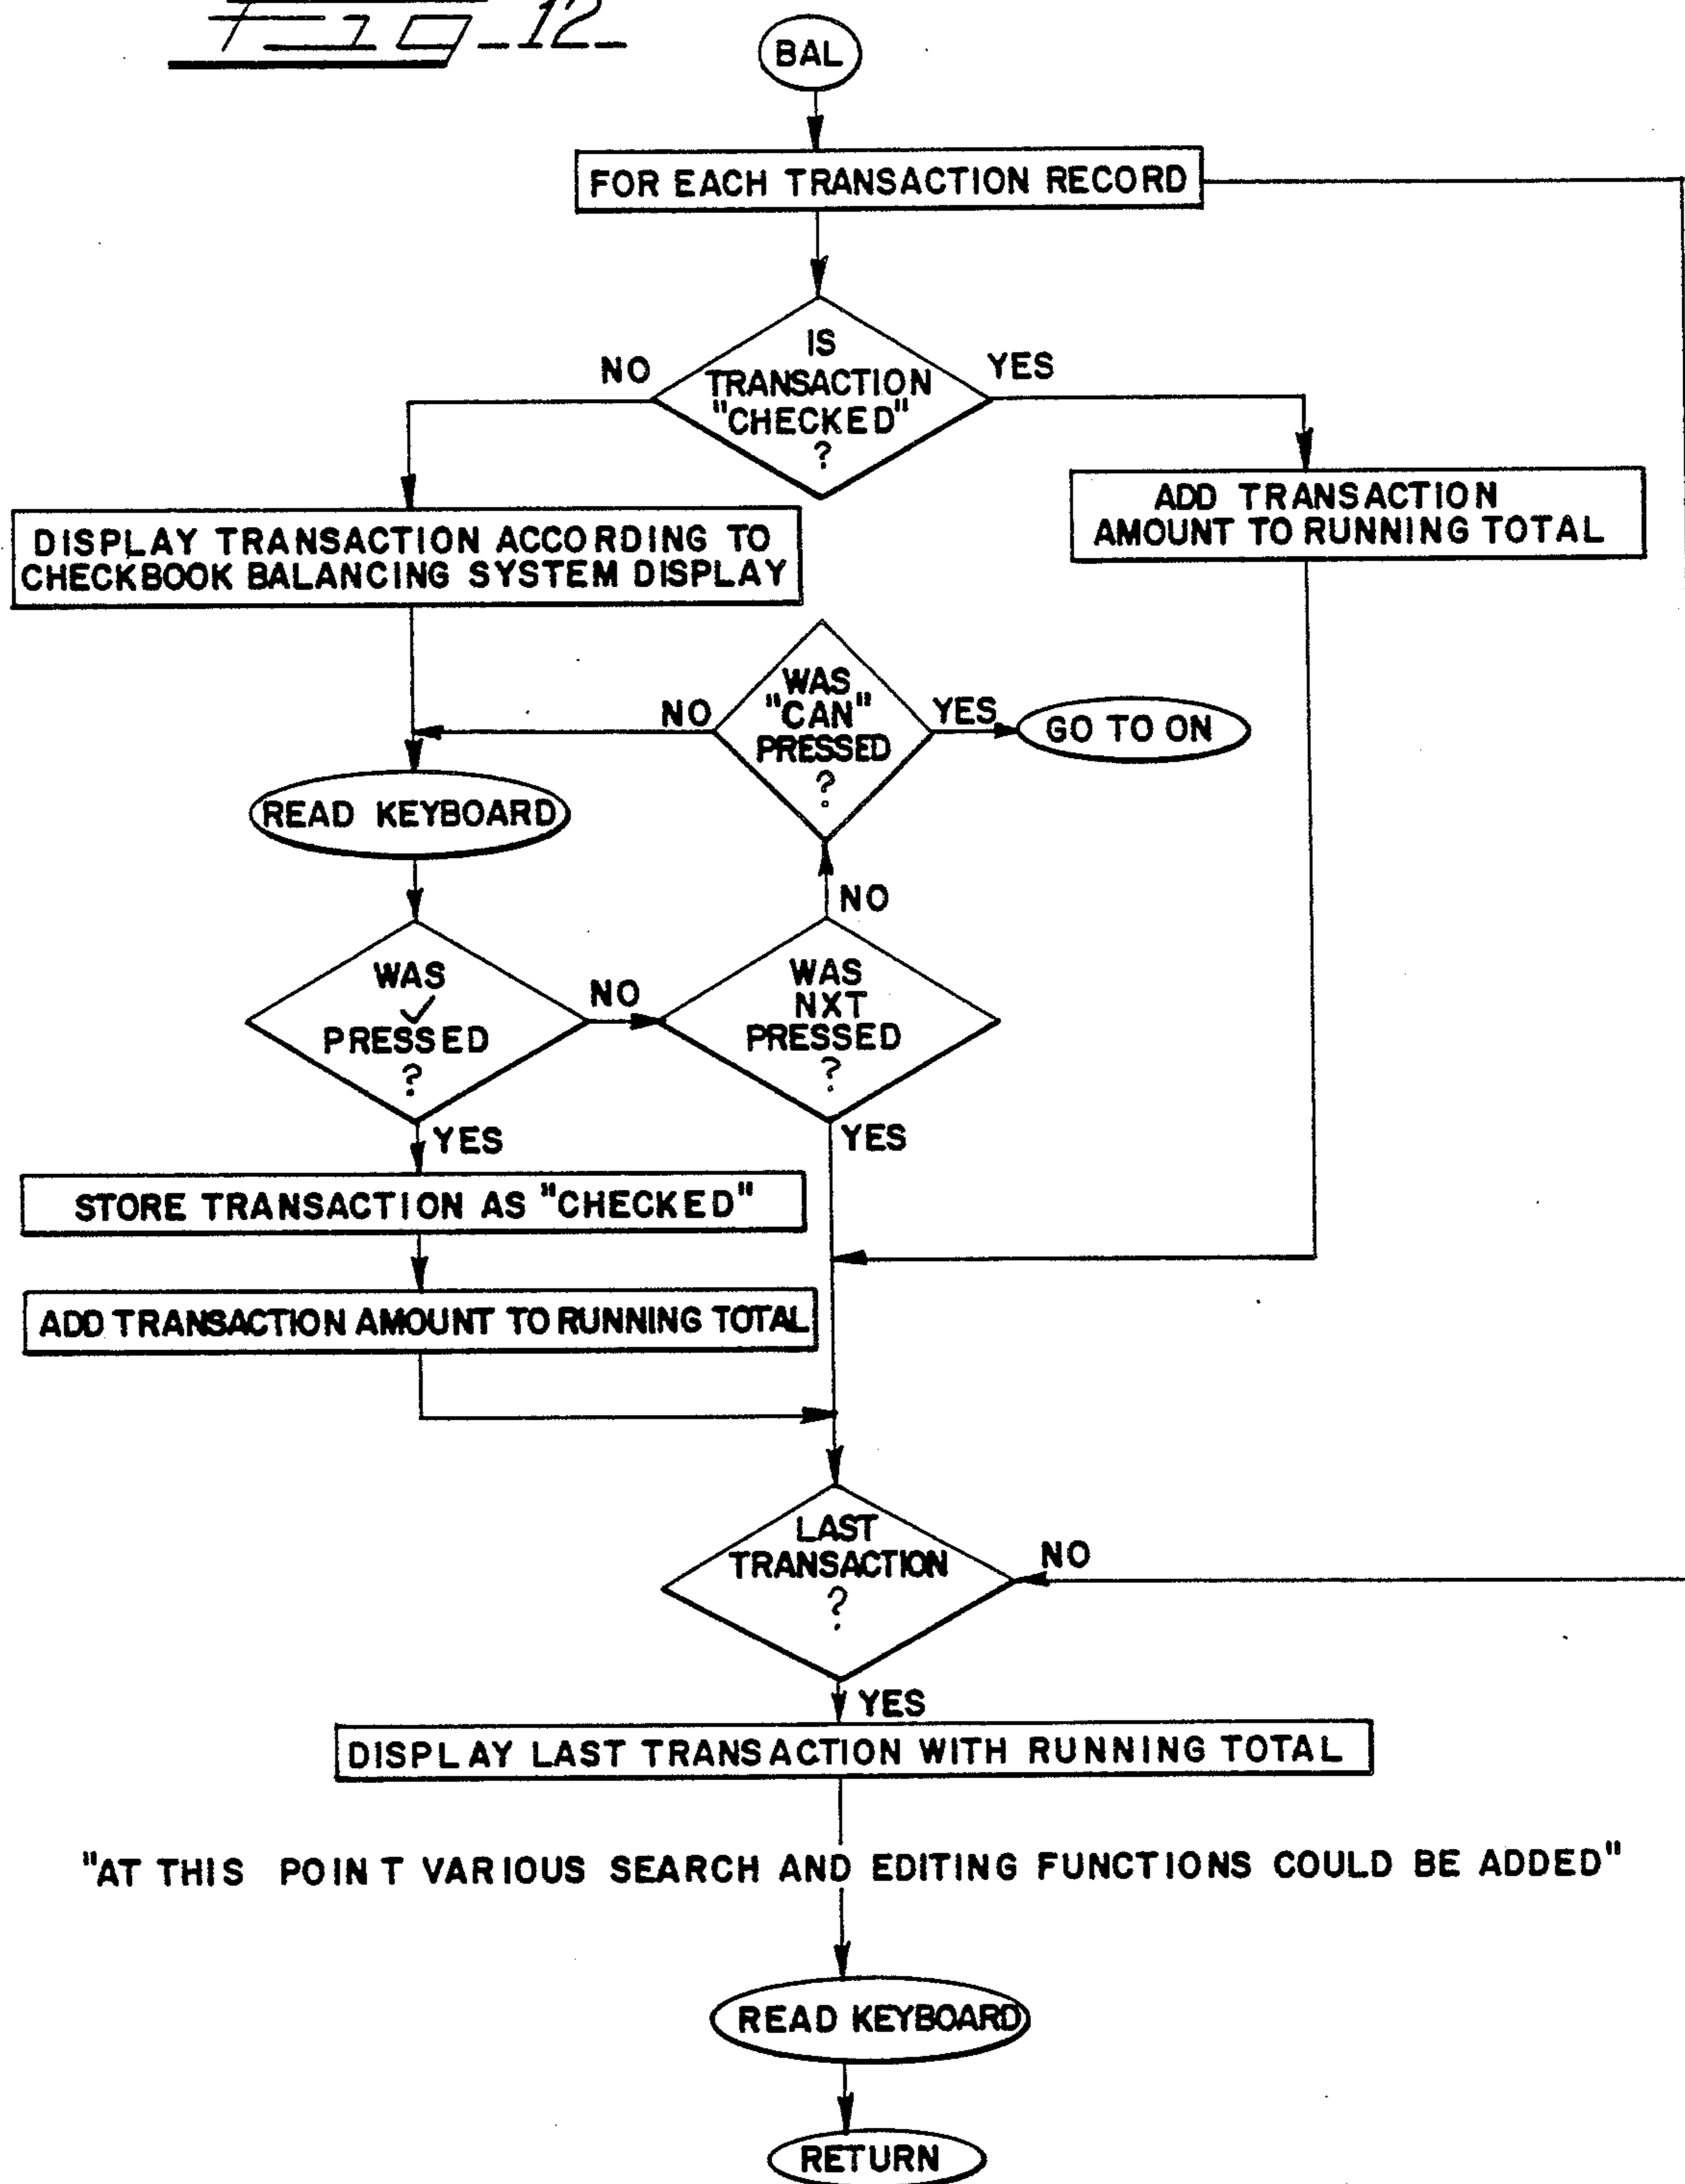 Fig_12_
BAL
FOR EACH TRANSACTION RECORD
IS
TRANSACTION
"CHECKED"
?
NO
YES
ADD TRANSACTION
AMOUNT TO RUNNING TOTAL
DISPLAY TRANSACTION ACCORDING TO
CHECKBOOK BALANCING SYSTEM DISPLAY
WAS
"CAN"
PRESSED
?
NO
YES
GO TO ON
READ KEYBOARD
NO
WAS
✓
PRESSED
?
NO
WAS
NXT
PRESSED
?
YES
YES
STORE TRANSACTION AS "CHECKED"
ADD TRANSACTION AMOUNT TO RUNNING TOTAL
LAST
TRANSACTION
?
NO
YES
DISPLAY LAST TRANSACTION WITH RUNNING TOTAL
"AT THIS POINT VARIOUS SEARCH AND EDITING FUNCTIONS COULD BE ADDED"
READ KEYBOARD
RETURN